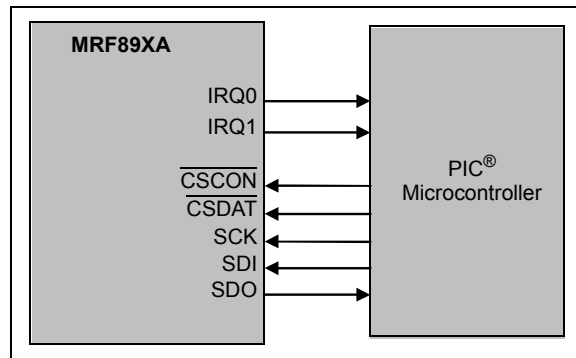 MRF89XA
IRQ0
IRQ1
CSCON
CSDAT
SCK
SDI
SDO
PIC®
Microcontroller